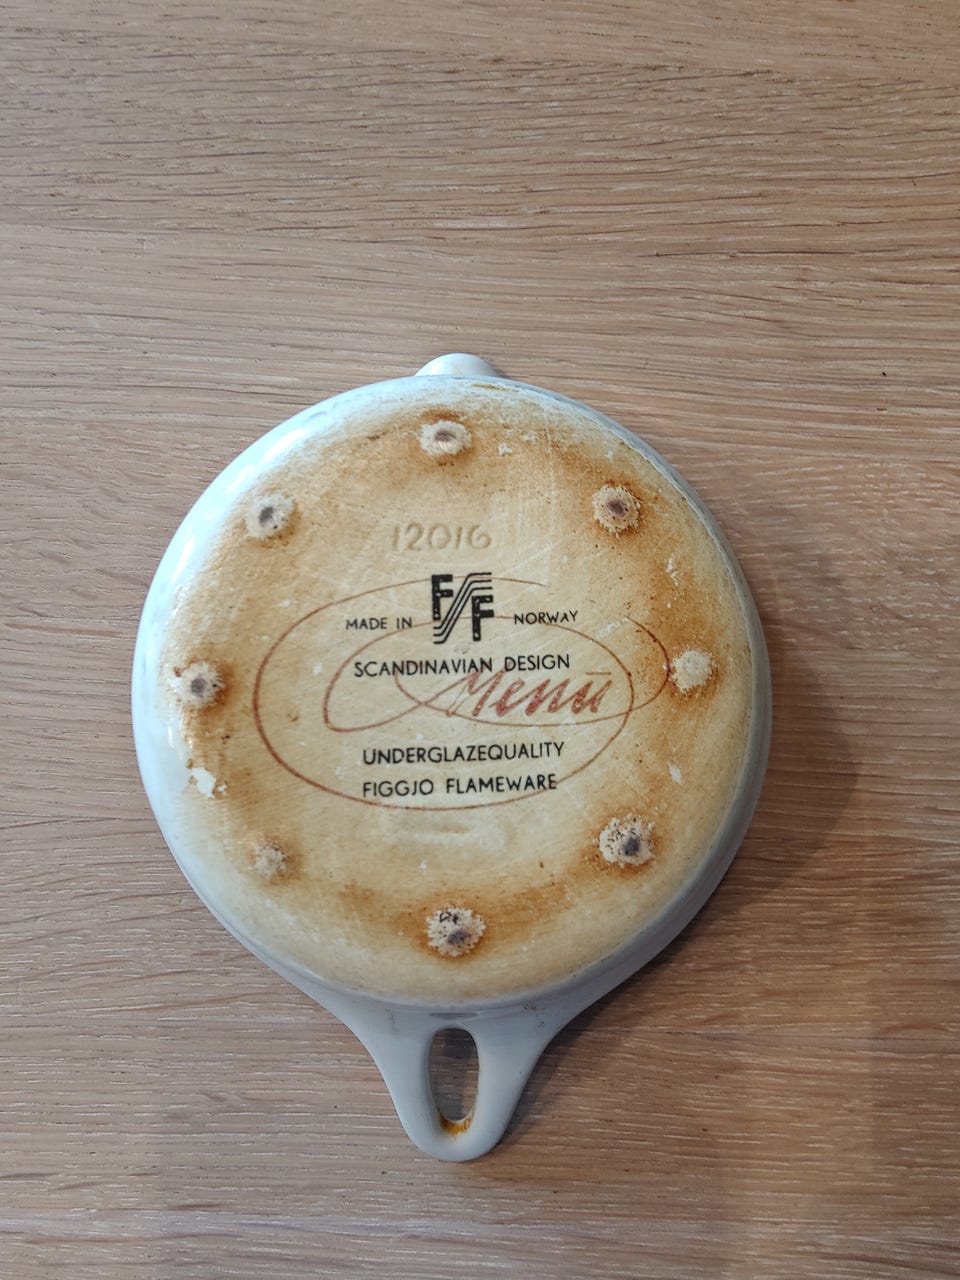 12016
FF
MADE IN NORWAY
SCANDINAVIAN DESIGN
Menu
UNDERGLAZEQUALITY
FIGGJO FLAMEWARE